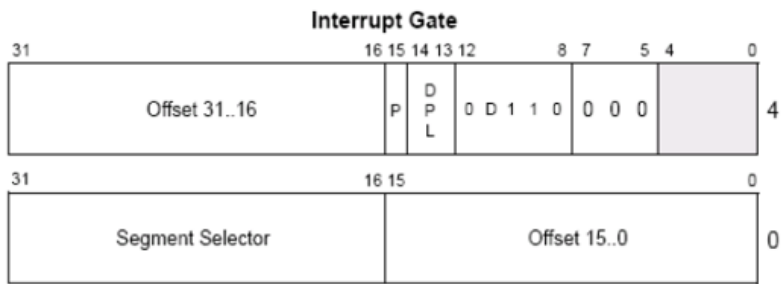 Interrupt Gate
31 16 15 14 13 12 8 7 5 4 0
Offset 31..16 P DPL 0 D 1 1 0 0 0 0 4
31 16 15 0
Segment Selector Offset 15..0 0